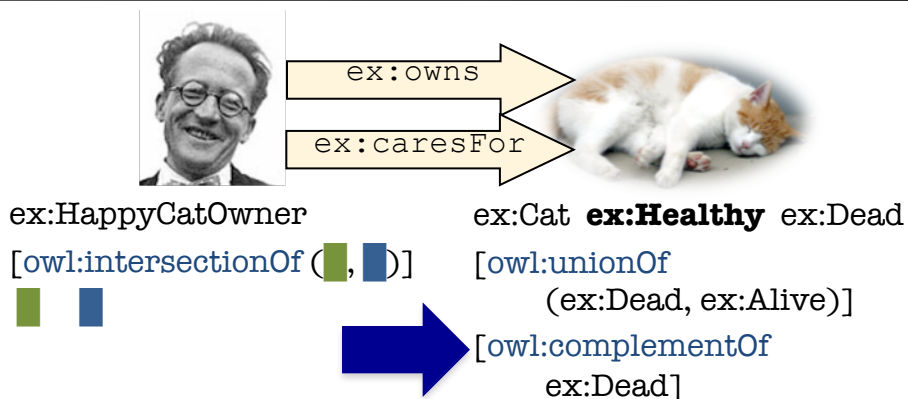 ex:owns
ex:caresFor
ex:HappyCatOwner
[owl:intersectionOf ( , )]
ex:Cat ex:Healthy ex:Dead
[owl:unionOf
(ex:Dead, ex:Alive)]
[owl:complementOf
ex:Dead]